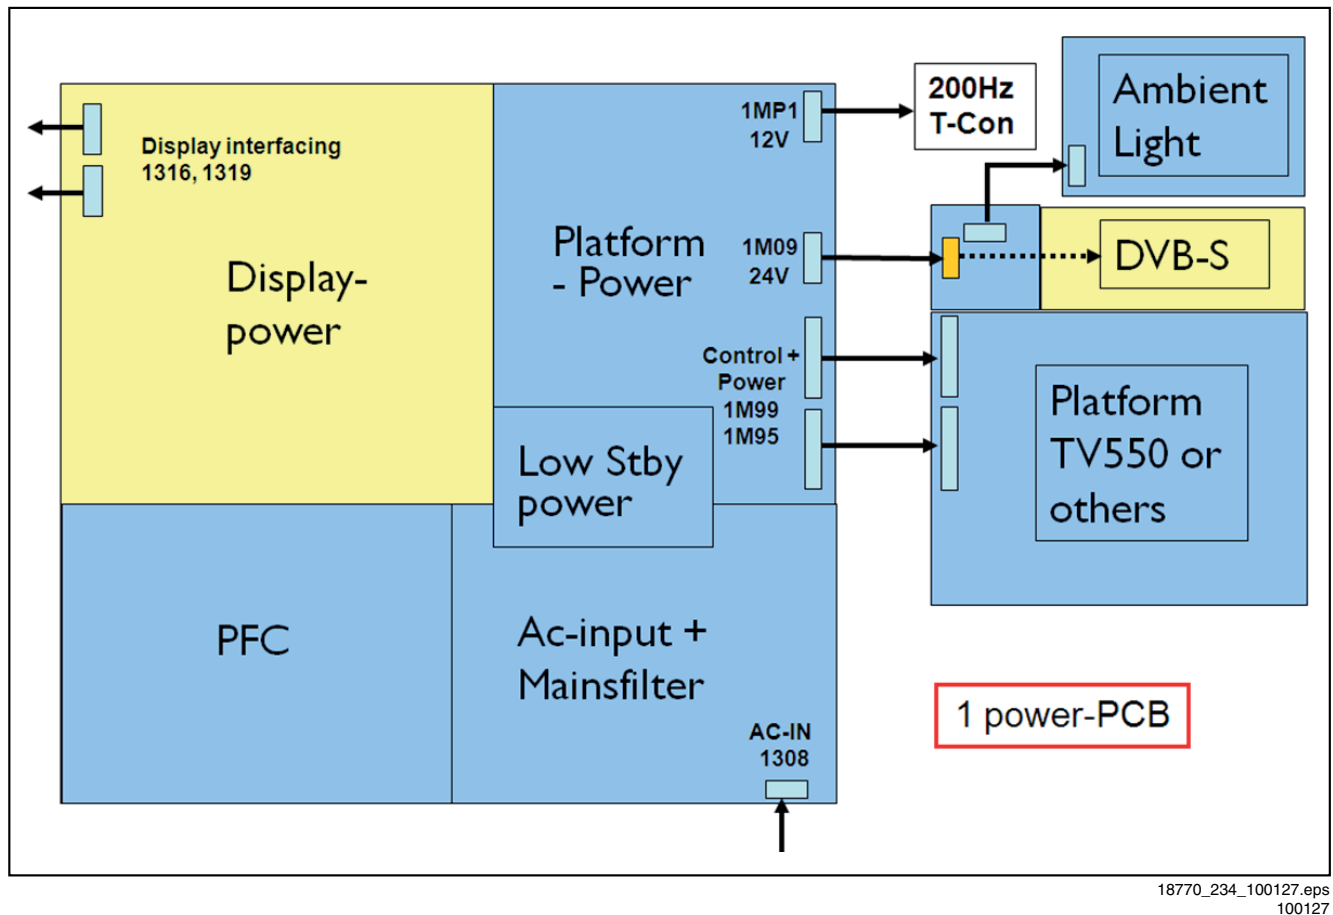 Display interfacing
1316, 1319
Display-
power
Platform
- Power
1MP1
12V
1M09
24V
Control +
Power
1M99
1M95
Low Stby
power
PFC
Ac-input +
Mainsfilter
AC-IN
1308
200Hz
T-Con
Ambient
Light
DVB-S
Platform
TV550 or
others
1 power-PCB
18770_234_100127.eps
100127